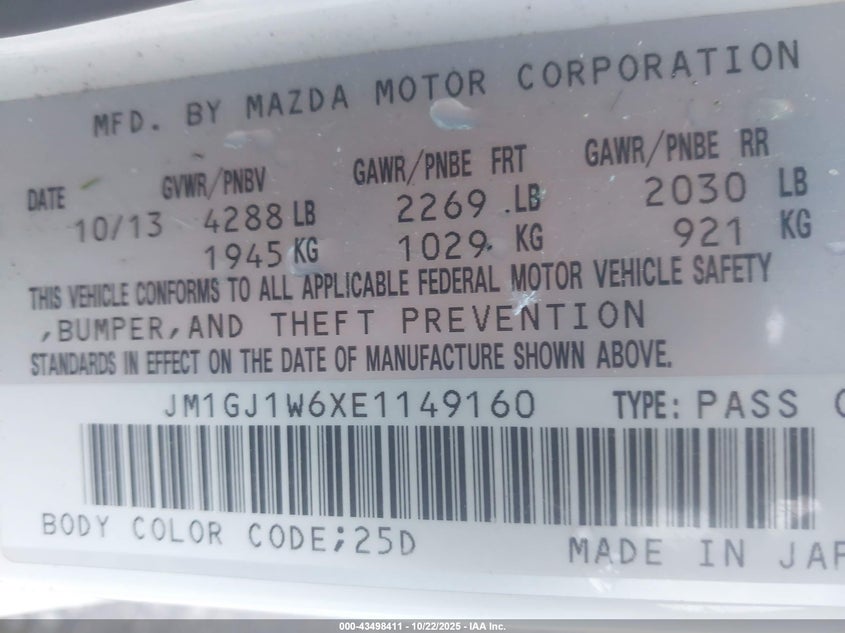 MFD. BY MAZDA MOTOR CORPORATION
DATE GVWR/PNBV GAWR/PNBE FRT GAWR/PNBE RR
10/13 4288 LB 2269 LB 2030 LB
1945 KG 1029 KG 921 KG
THIS VEHICLE CONFORMS TO ALL APPLICABLE FEDERAL MOTOR VEHICLE SAFETY
,BUMPER,AND THEFT PREVENTION
STANDARDS IN EFFECT ON THE DATE OF MANUFACTURE SHOWN ABOVE.
JM1GJ1W6XE1149160 TYPE: PASS
BODY COLOR CODE;25D
MADE IN
000-43498411 - 10/22/2025 - IAA Inc.